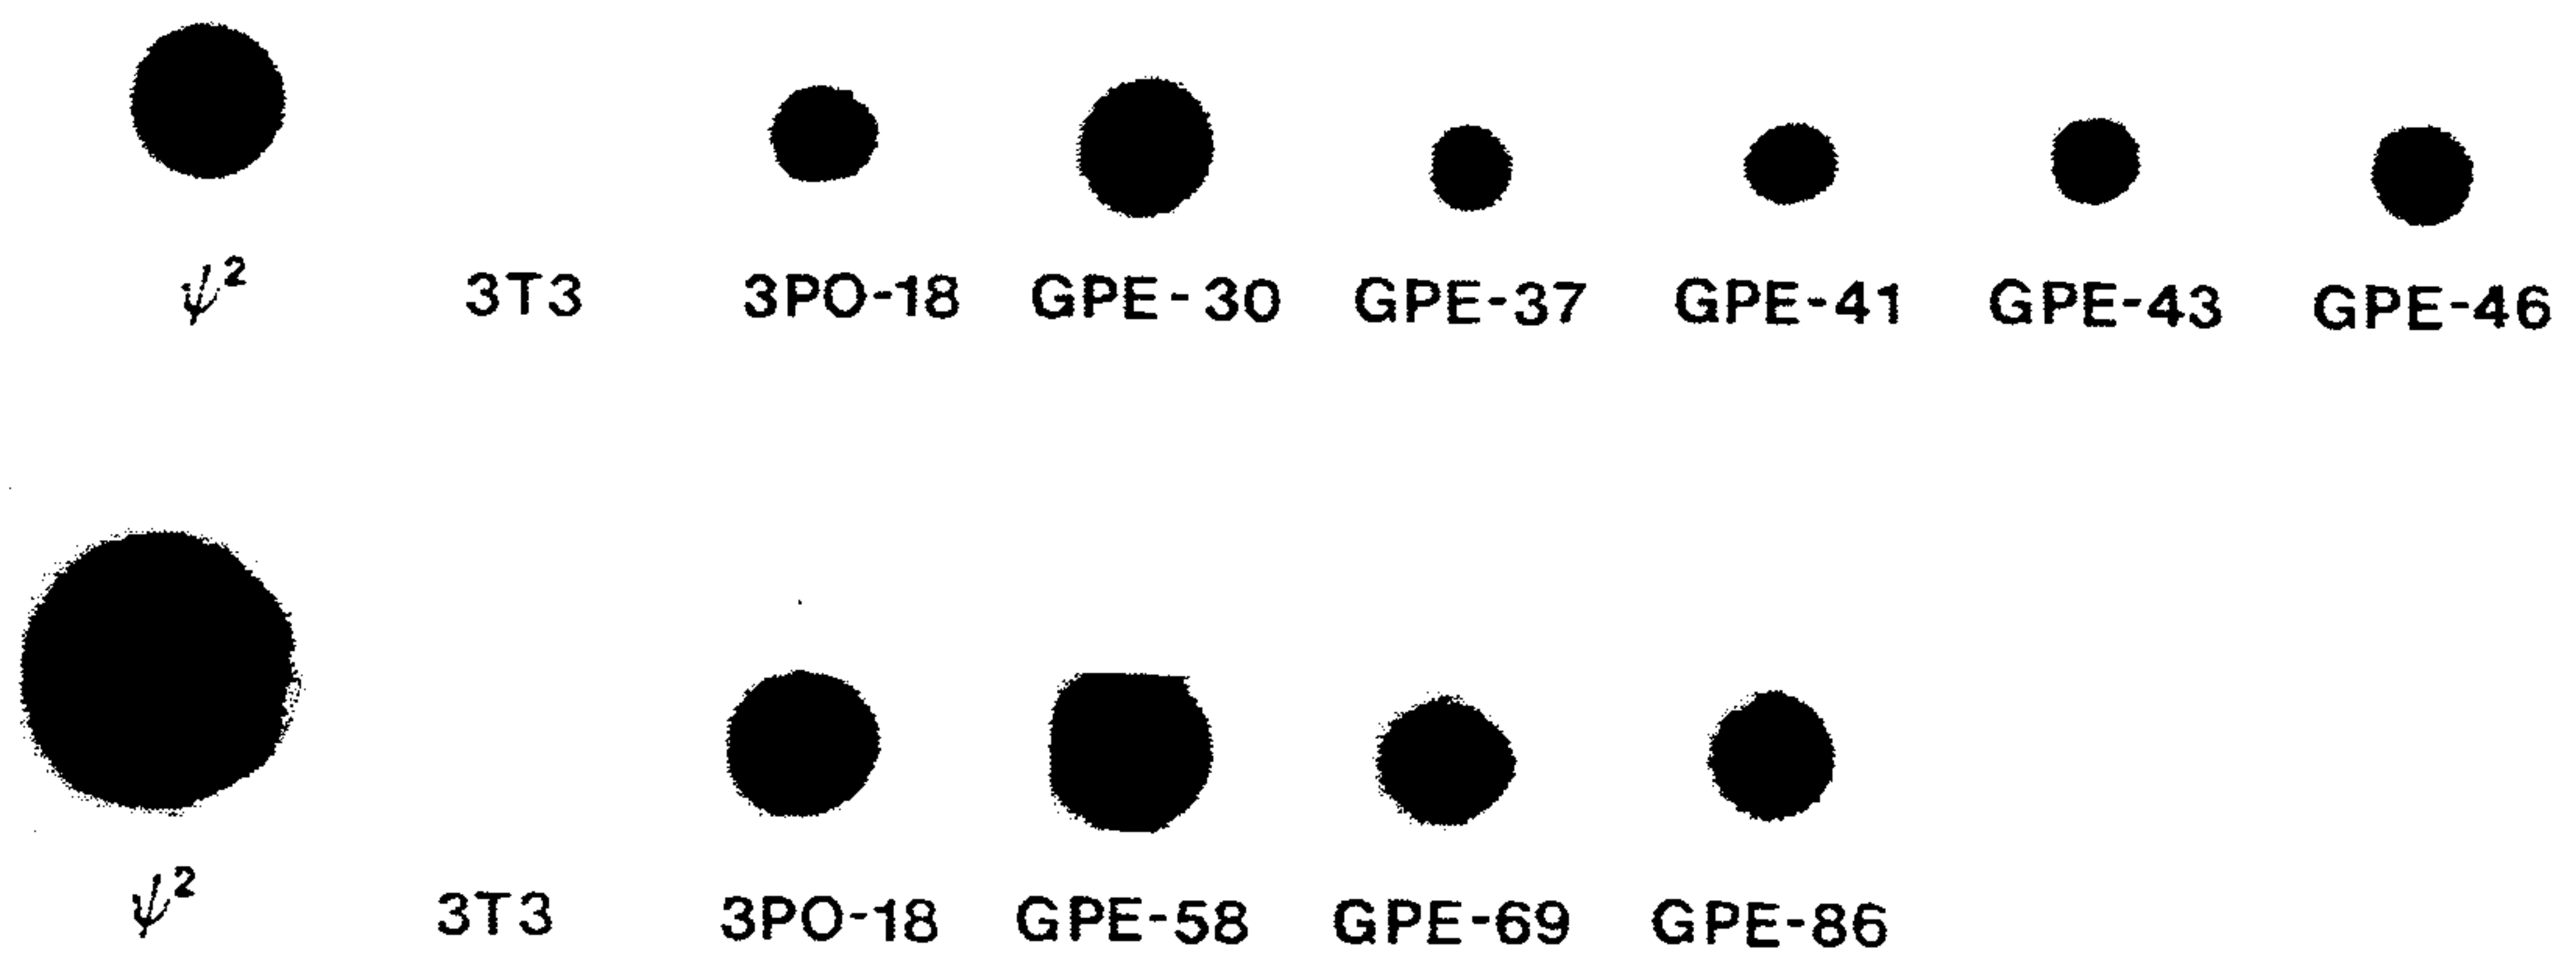 ψ² 3T3 3PO-18 GPE-30 GPE-37 GPE-41 GPE-43 GPE-46
ψ² 3T3 3PO-18 GPE-58 GPE-69 GPE-86